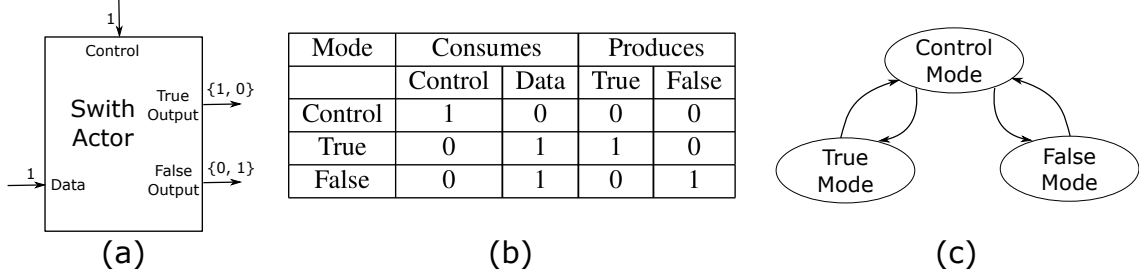 1
Control
Swith
Actor
True
Output
{1, 0}
False
Output
{0, 1}
1
Data
(a)
Mode Consumes Produces
Control Data True False
Control 1 0 0 0
True 0 1 1 0
False 0 1 0 1
(b)
Control
Mode
True
Mode
False
Mode
(c)